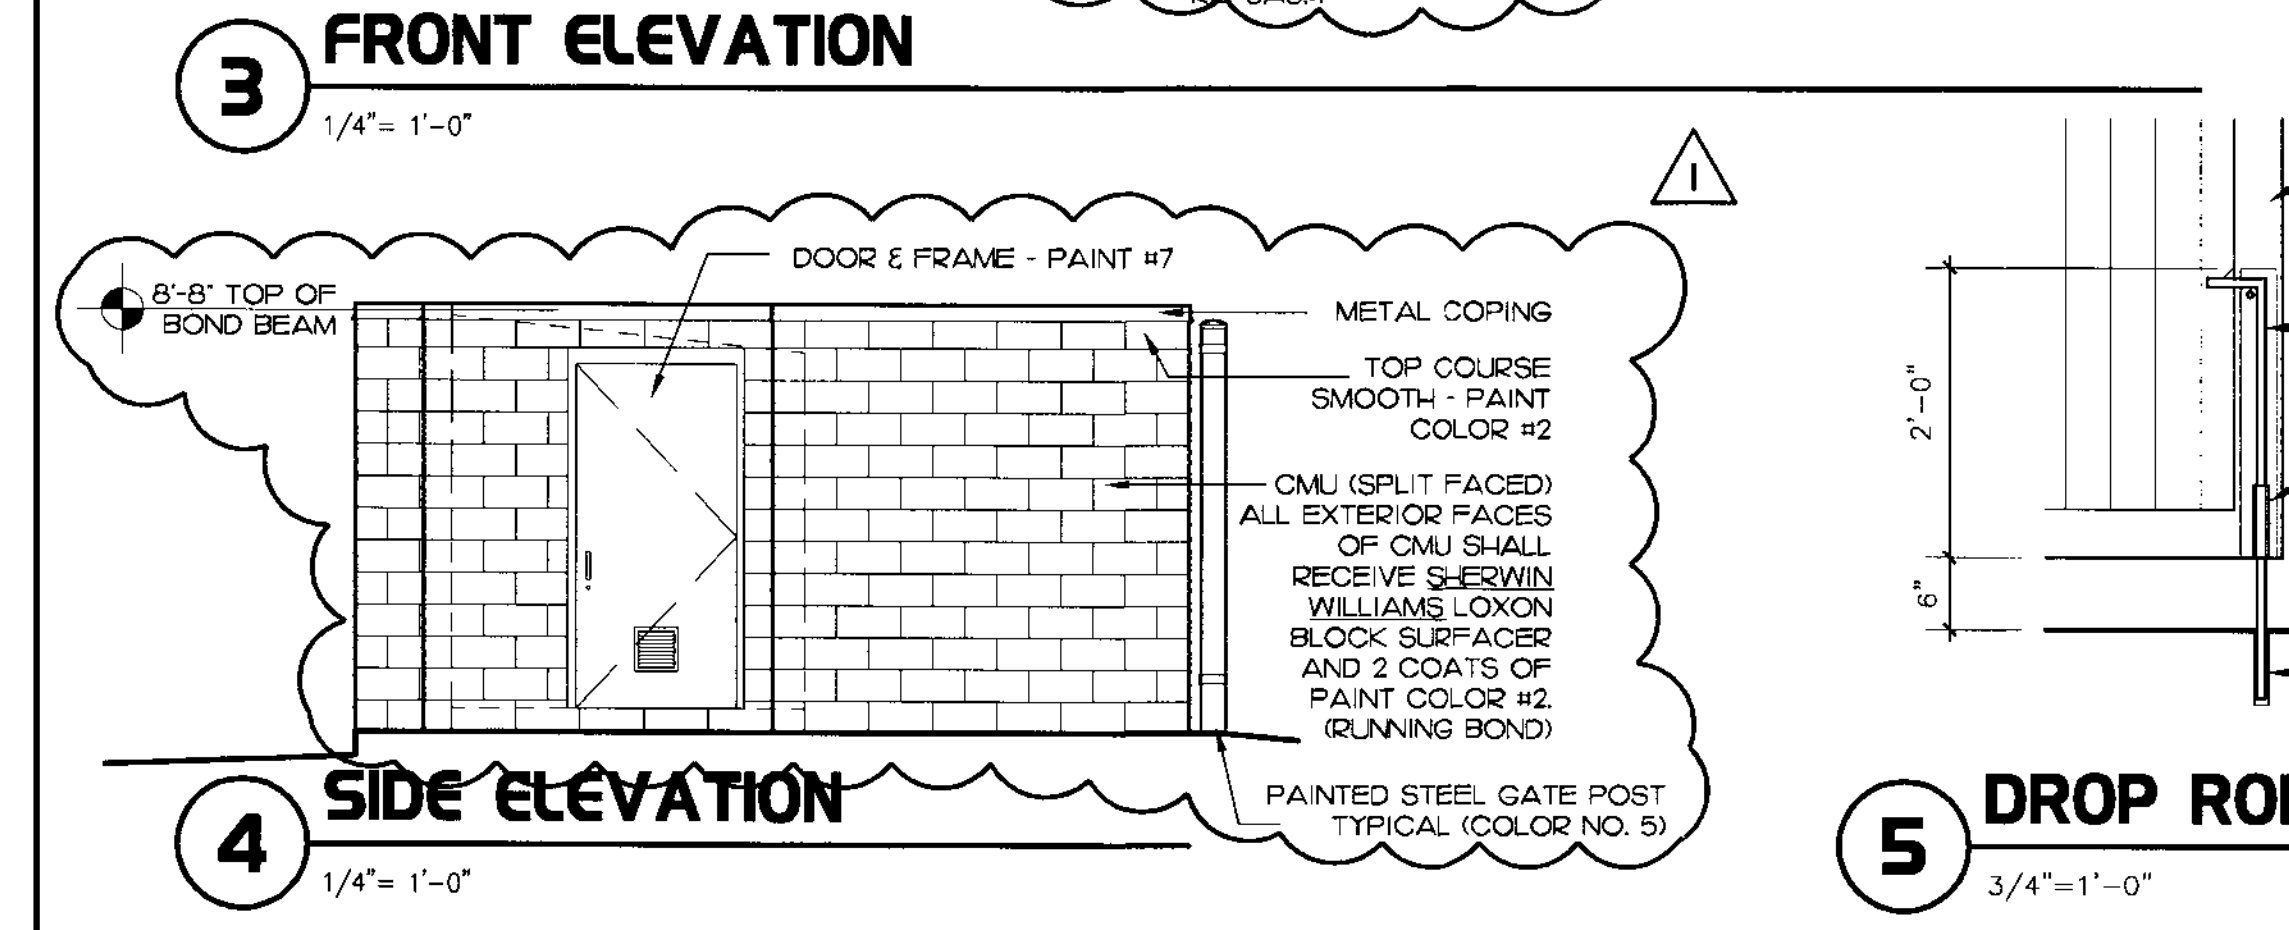 3
FRONT ELEVATION
1/4"= 1'-0"
1
DOOR & FRAME - PAINT #7
8'-8" TOP OF
BOND BEAM
METAL COPING
TOP COURSE
SMOOTH - PAINT
COLOR #2
CMU (SPLIT FACED)
ALL EXTERIOR FACES
OF CMU SHALL
RECEIVE SHERWIN
WILLIAMS LOXON
BLOCK SURFACER
AND 2 COATS OF
PAINT COLOR #2.
(RUNNING BOND)
PAINTED STEEL GATE POST
TYPICAL (COLOR NO. 5)
4
SIDE ELEVATION
1/4"= 1'-0"
2'-0"
6"
5
DROP
3/4"=1'-0"